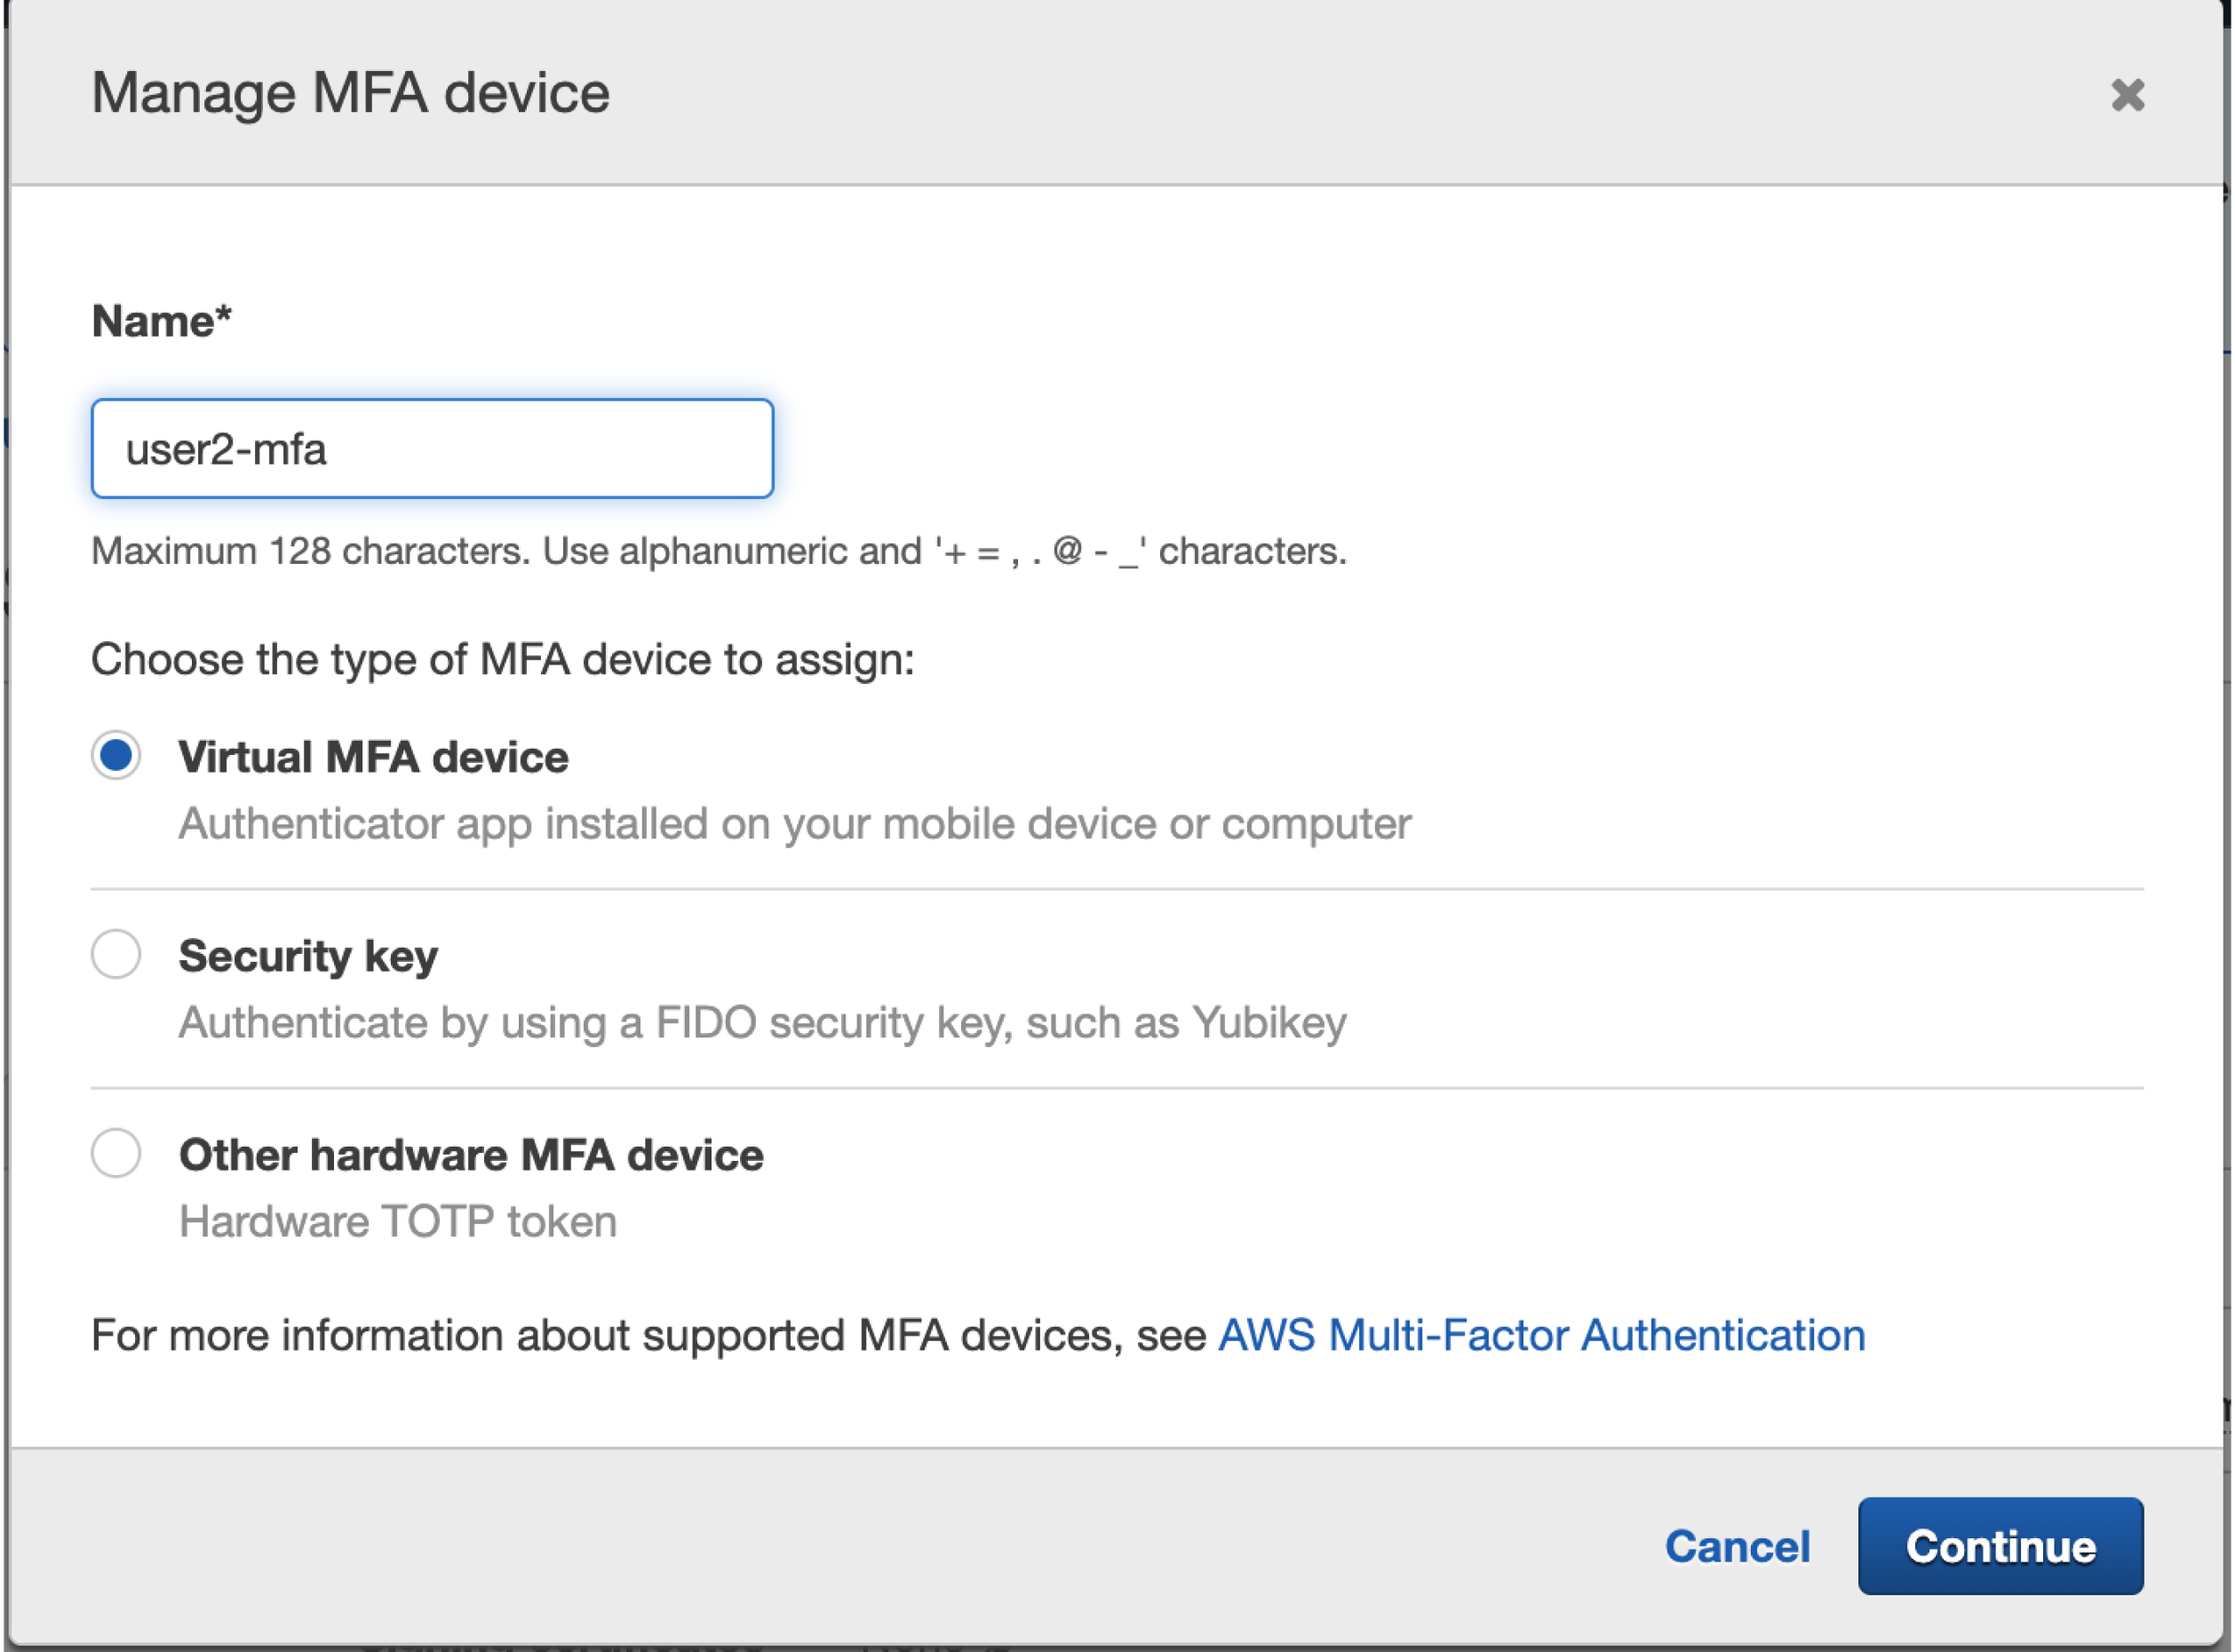 Manage MFA device
Name*
user2-mfa
Maximum 128 characters. Use alphanumeric and '+ = , . @ - _' characters.
Choose the type of MFA device to assign:
Virtual MFA device
Authenticator app installed on your mobile device or computer
Security key
Authenticate by using a FIDO security key, such as Yubikey
Other hardware MFA device
Hardware TOTP token
For more information about supported MFA devices, see AWS Multi-Factor Authentication
Cancel
Continue